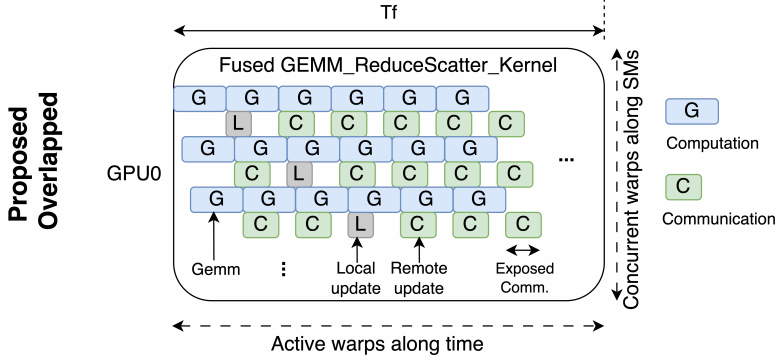 Tf
Fused GEMM_ReduceScatter_Kernel
G G G G G G
L C C C C C
G G G G G G
C L C C C C
...
G G G G G G
C C L C C C
Gemm
...
Local
update
Remote
update
Exposed
Comm.
GPU0
Proposed
Overlapped
Concurrent warps along SMs
G
Computation
C
Communication
Active warps along time